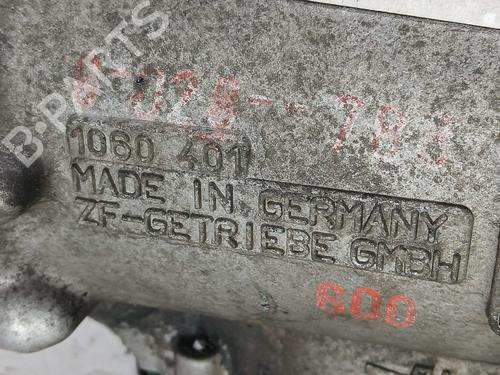 B-PARTS
1060 401
MADE IN GERMANY
ZF-GETRIEBE GMBH
600